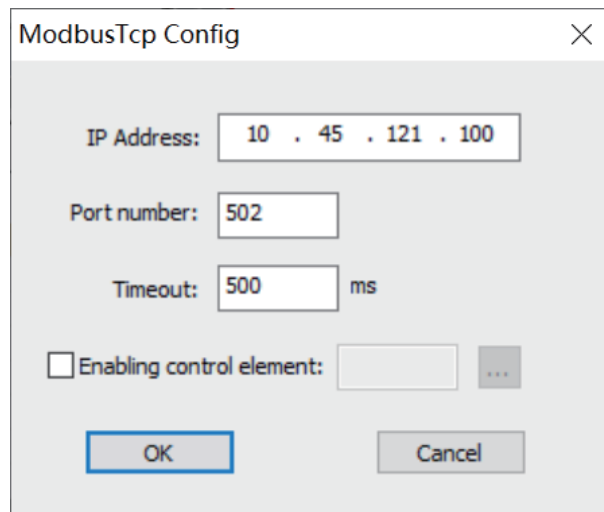 ModbusTcp Config
IP Address: 10 . 45 . 121 . 100
Port number: 502
Timeout: 500 ms
Enabling control element: ...
OK Cancel